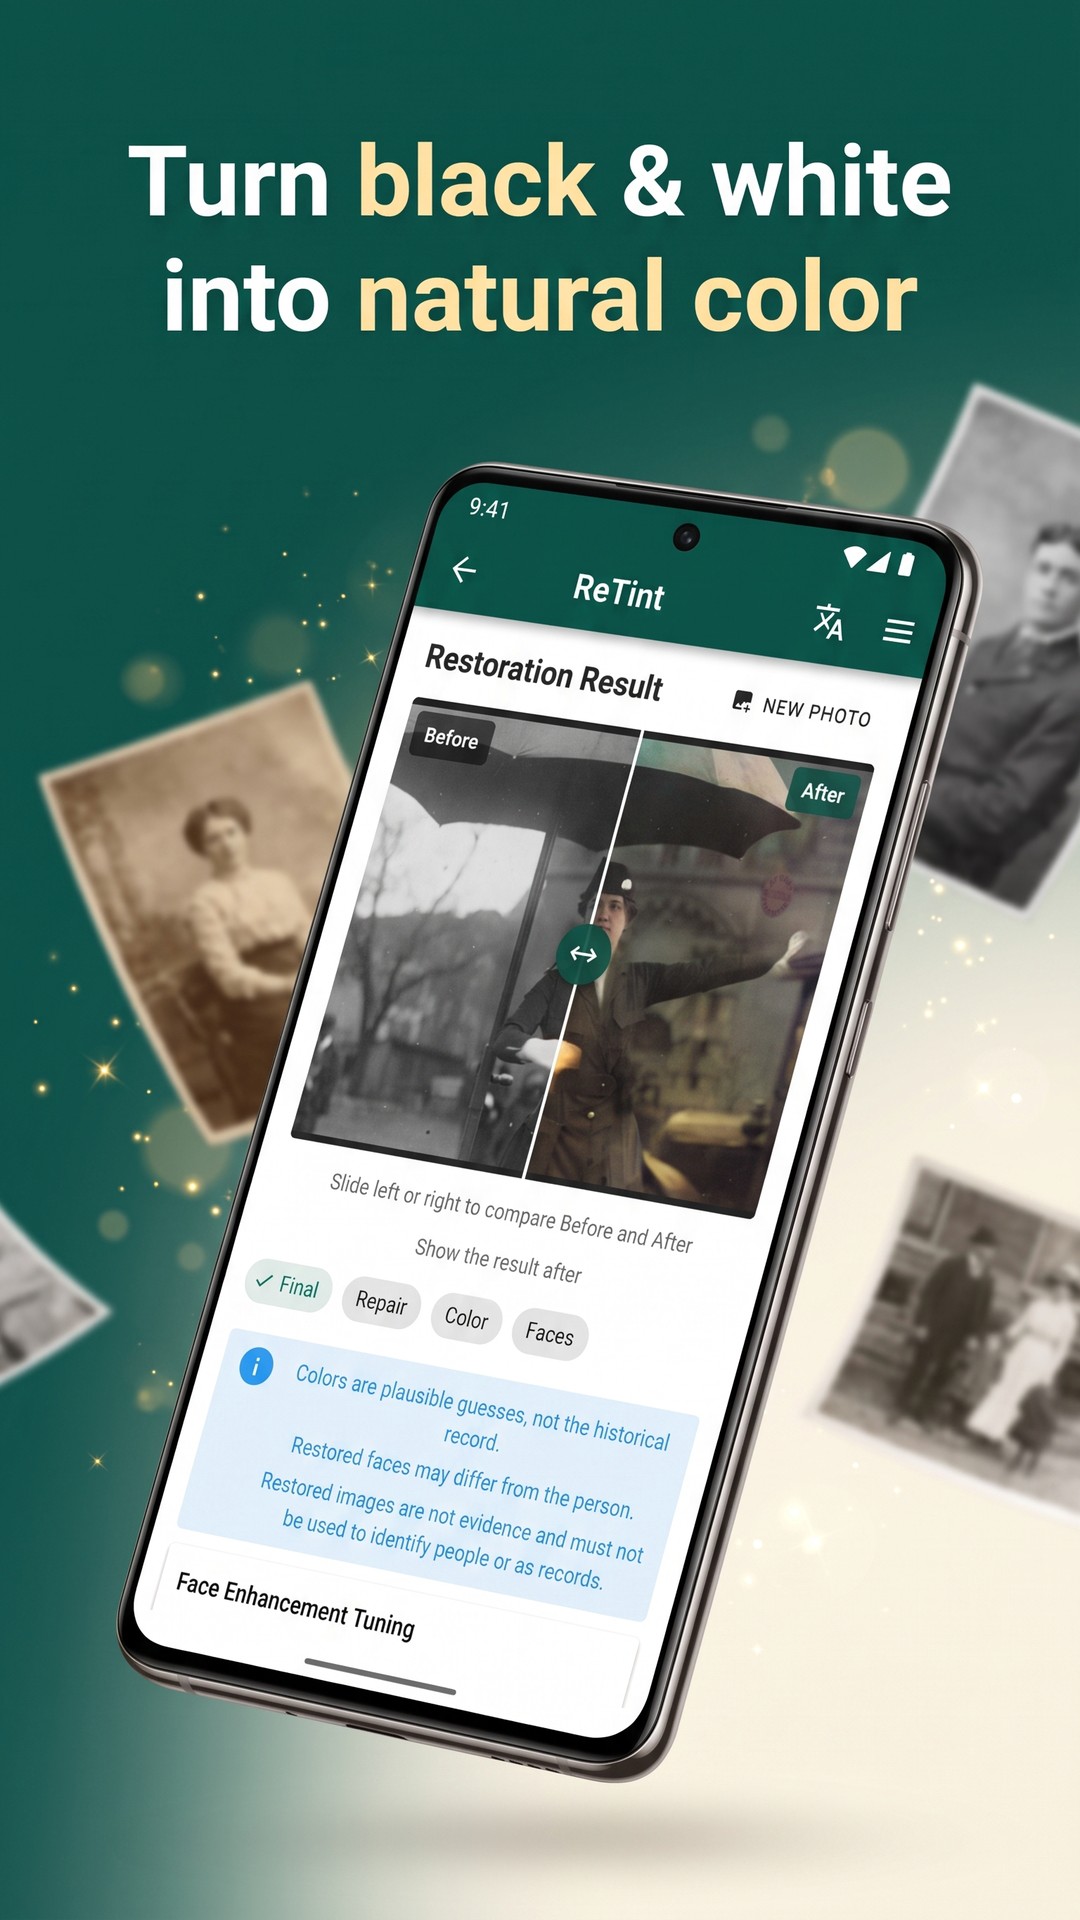 Turn black & white
into natural color
9:41
ReTint
Restoration Result
NEW PHOTO
Before
After
Slide left or right to compare Before and After
Show the result after
Final
Repair
Color
Faces
Colors are plausible guesses, not the historical
record.
Restored faces may differ from the person.
Restored images are not evidence and must not
be used to identify people or as records.
Face Enhancement Tuning